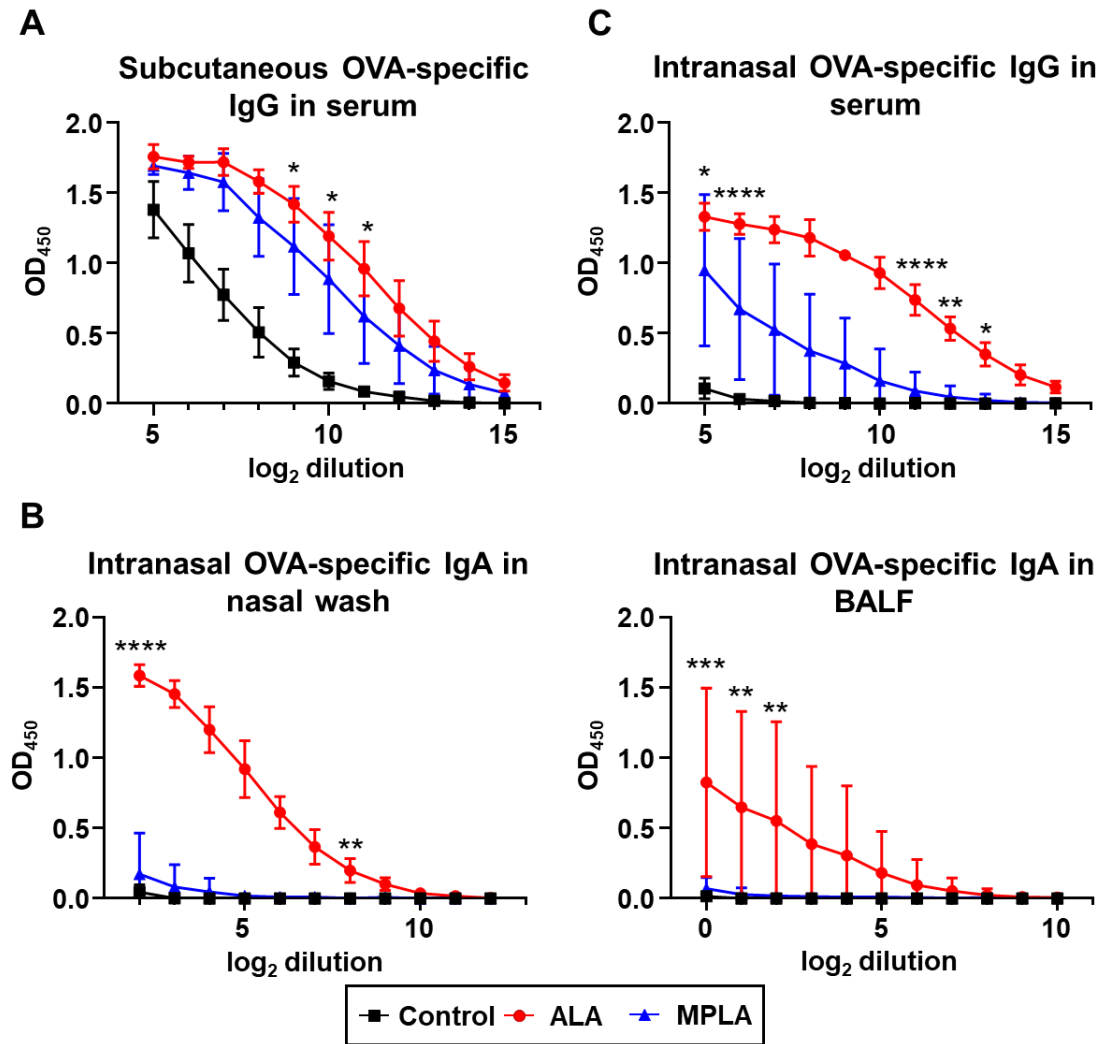 A
Subcutaneous OVA-specific
IgG in serum
2.0
1.5
1.0
0.5
0.0
OD450
* * *
5 10 15
log2 dilution
C
Intranasal OVA-specific IgG in
serum
2.0
1.5
1.0
0.5
0.0
OD450
* **** **** ** *
5 10 15
log2 dilution
B
Intranasal OVA-specific IgA in
nasal wash
2.0
1.5
1.0
0.5
0.0
OD450
**** **
5 10
log2 dilution
Intranasal OVA-specific IgA in
BALF
2.0
1.5
1.0
0.5
0.0
OD450
*** ** **
0 5 10
log2 dilution
Control ALA MPLA